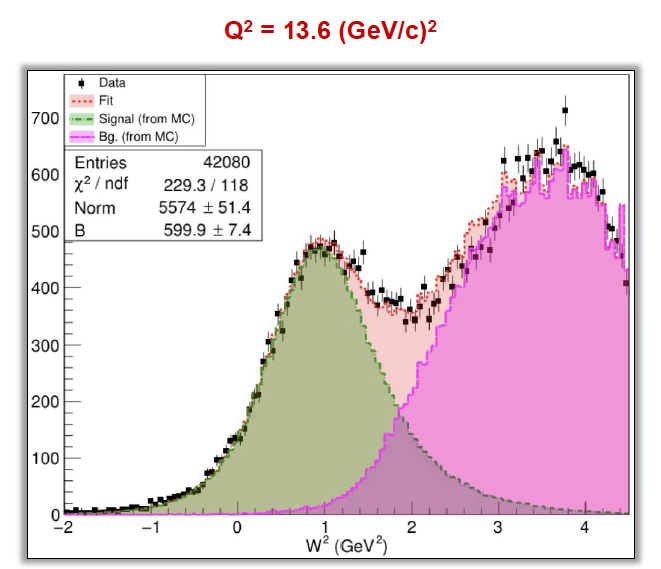 Q² = 13.6 (GeV/c)²
Data
Fit
Signal (from MC)
Bg. (from MC)
Entries 42080
χ² / ndf 229.3 / 118
Norm 5574 ± 51.4
B 599.9 ± 7.4
700
600
500
400
300
200
100
0
−2 −1 0 1 2 3 4
W² (GeV²)